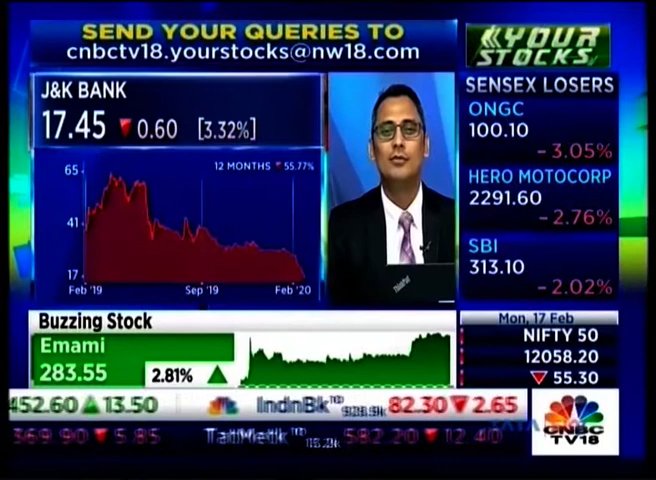 SEND YOUR QUERIES TO
cnbctv18.yourstocks@nw18.com
YOUR
STOCKS
J&K BANK
17.45 ▼ 0.60 [3.32%]
12 MONTHS ▼ 55.77%
65
41
17
Feb '19 Sep '19 Feb '20
ThinkPad
SENSEX LOSERS
ONGC
100.10
-3.05%
HERO MOTOCORP
2291.60
-2.76%
SBI
313.10
-2.02%
Buzzing Stock
Emami
283.55
2.81% ▲
Mon, 17 Feb
NIFTY 50
12058.20
▼ 55.30
452.60 ▲ 13.50 IndnBk 82.30 ▼ 2.65
369.90 ▼ 5.85 582.20 ▼ 12.40
CNBC
TV18